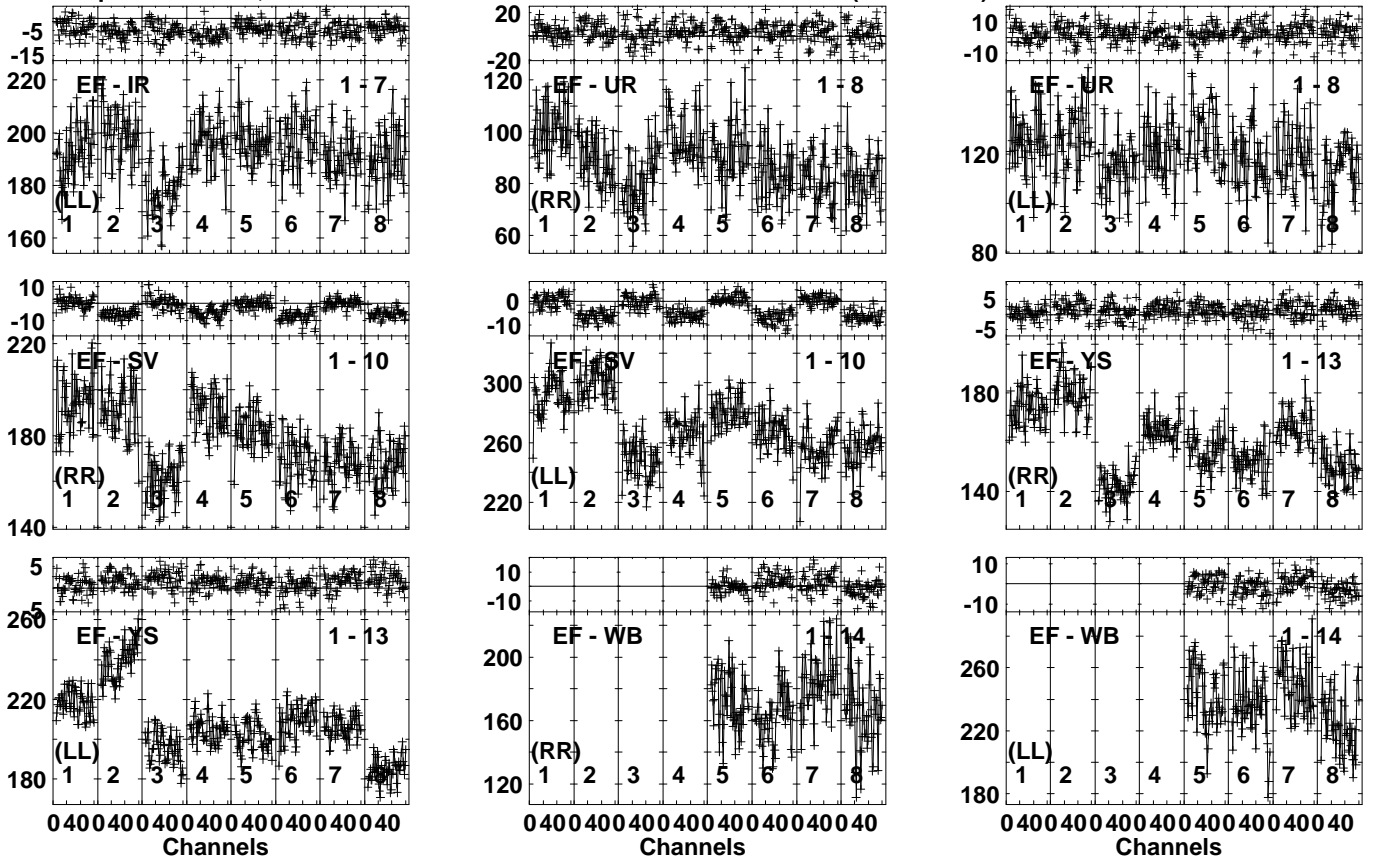 -5 20 10
-15 -20 -10
220 EF - IR 1 - 7 120 EF - UR 1 - 8 EF - UR 1 - 8
200 100 120
180 80
(LL) (RR) (LL)
1 2 3 4 5 6 7 8 1 2 3 4 5 6 7 8 1 2 3 4 5 6 7 8
160 60 80
10 0 5
-10 -10 -5
220 EF - SV 1 - 10 300 EF - SV 1 - 10 180 EF - YS 1 - 13
180 260
(RR) (LL) (RR)
1 2 3 4 5 6 7 8 1 2 3 4 5 6 7 8 1 2 3 4 5 6 7 8
140 220 140
5 10 10
-5 -10 -10
260 EF - YS 1 - 13 200 EF - WB 1 - 14 260 EF - WB 1 - 14
220 160 220
(LL) (RR) (LL)
1 2 3 4 5 6 7 8 1 2 3 4 5 6 7 8 1 2 3 4 5 6 7 8
180 120 180
0 40 0 40 0 40 0 40 0 40 0 40 0 40 0 40 0 40 0 40 0 40 0 40 0 40 0 40 0 40 0 40 0 40 0 40 0 40 0 40 0 40 0 40 0 40 0 40
Channels Channels Channels